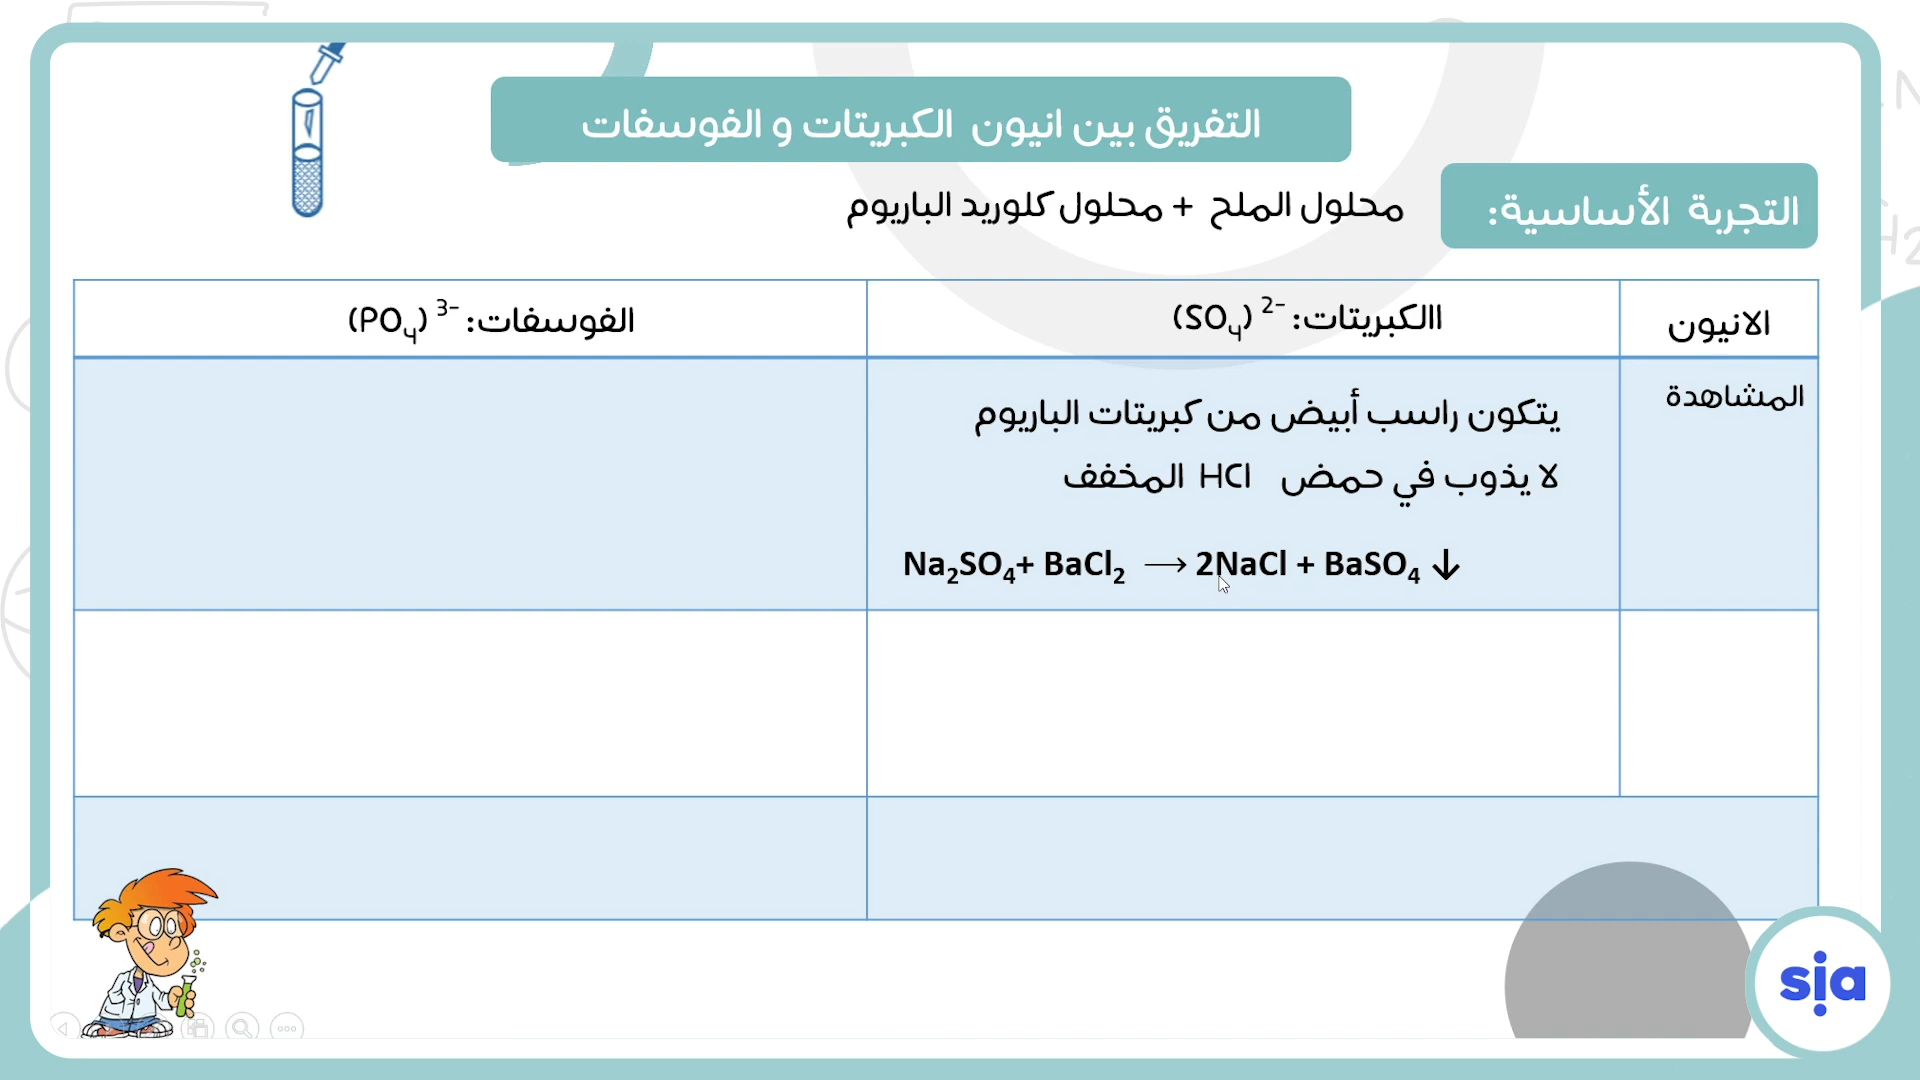 التفريق بين انيون الكبريتات و الفوسفات
التجربة الأساسية:
محلول الملح + محلول كلوريد الباريوم
الانيون
االكبريتات: (SO₄)²⁻
الفوسفات: (PO₄)³⁻
المشاهدة
يتكون راسب أبيض من كبريتات الباريوم
لا يذوب في حمض HCl المخفف
Na₂SO₄+ BaCl₂ ⟶ 2NaCl + BaSO₄ ↓
sia